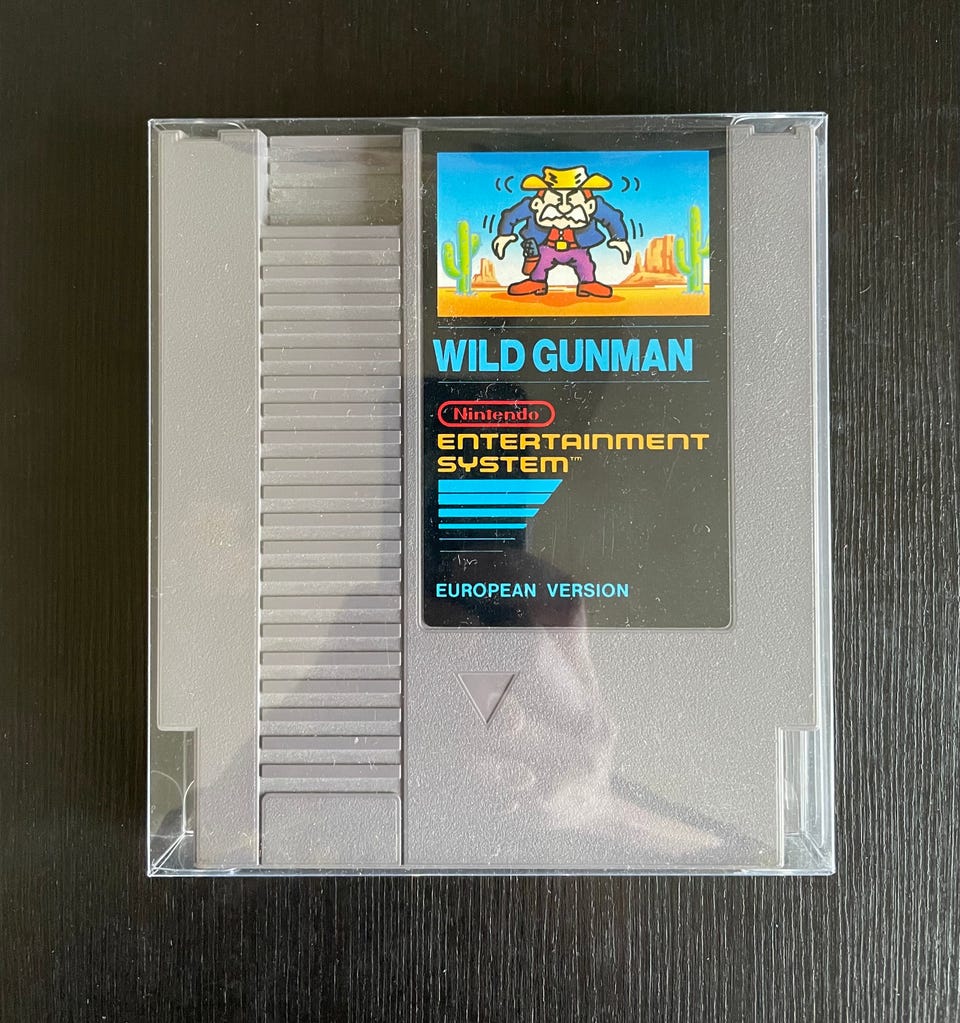 WILD GUNMAN
Nintendo
ENTERTAINMENT
SYSTEM™
EUROPEAN VERSION